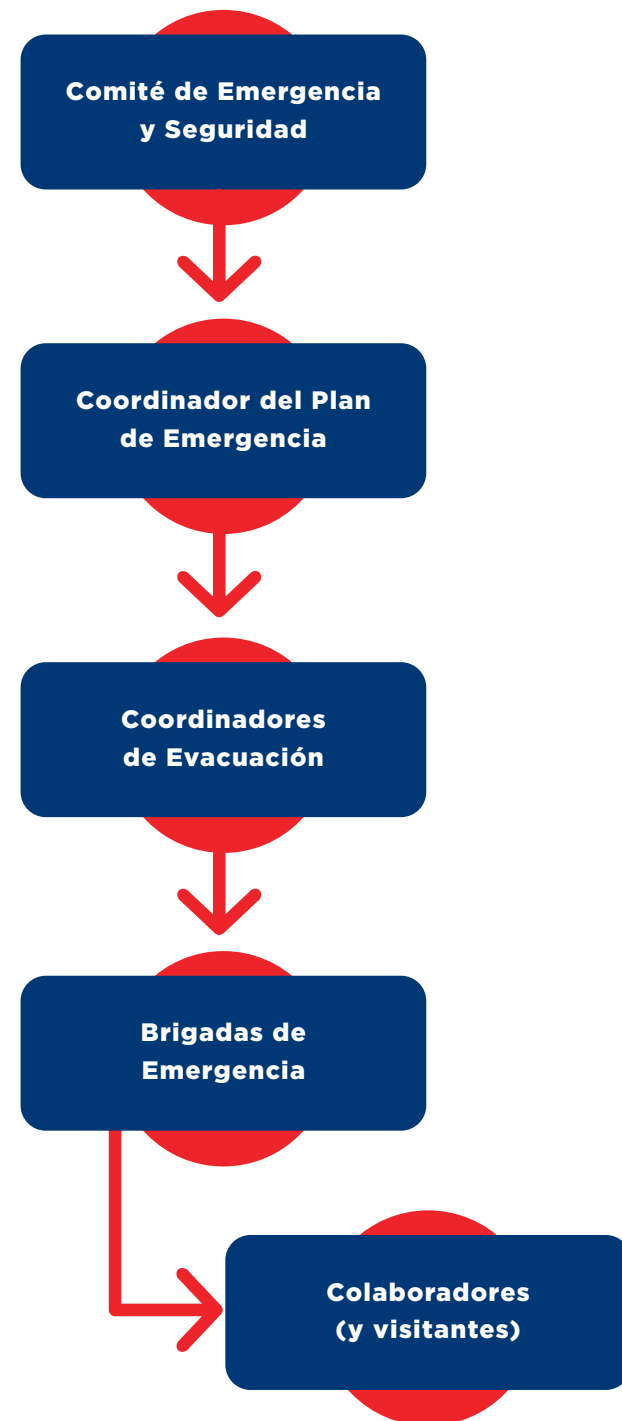 Comité de Emergencia
y Seguridad
Coordinador del Plan
de Emergencia
Coordinadores
de Evacuación
Brigadas de
Emergencia
Colaboradores
(y visitantes)